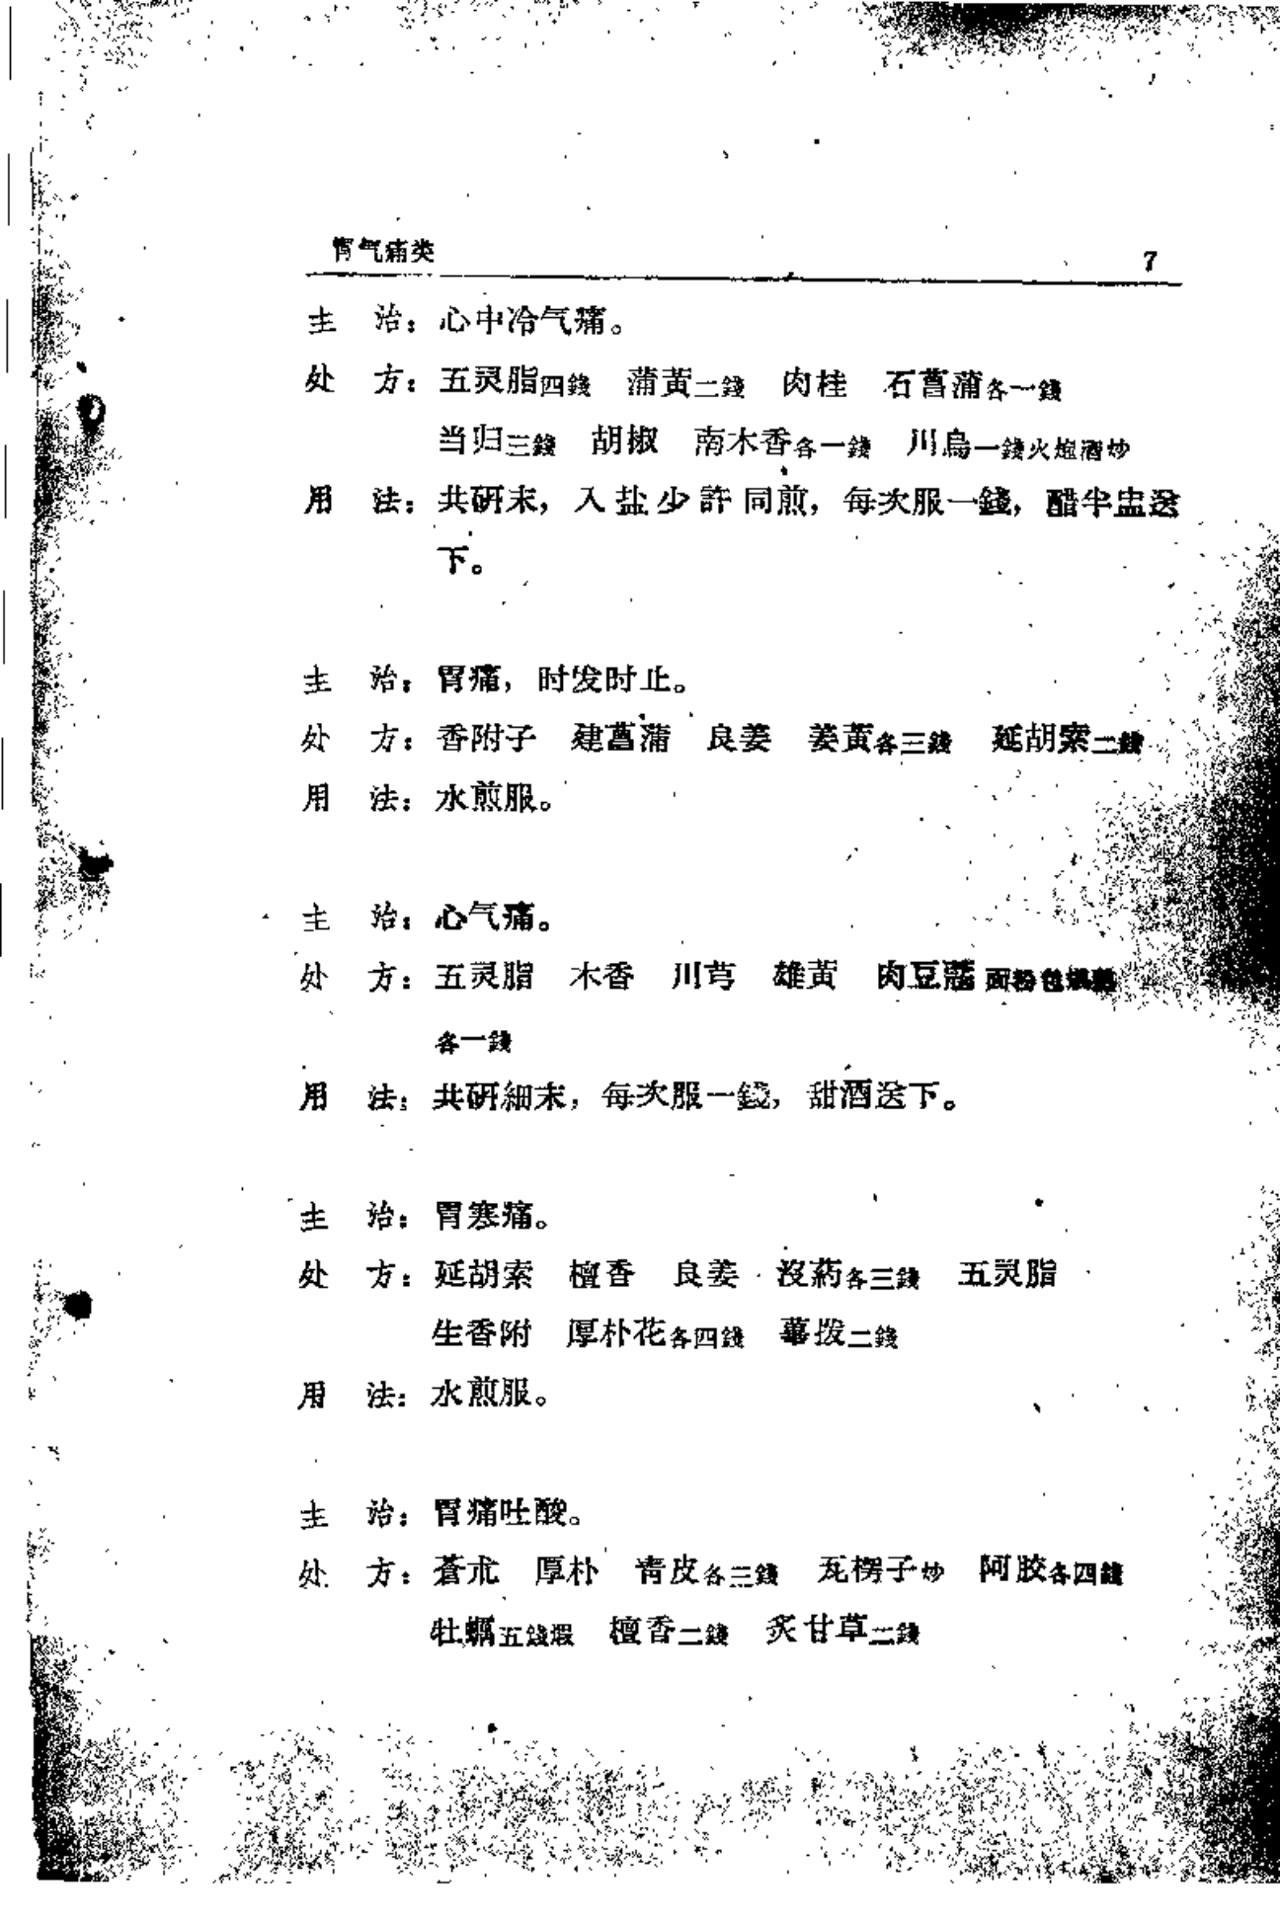 胃气痛类 7
主　治：心中冷气痛。
处　方：五灵脂四錢　蒲黃二錢　肉桂　石菖蒲各一錢
当归三錢　胡椒　南木香各一錢　川烏一錢火炮酒炒
用　法：共研末，入盐少許同煎，每次服一錢，醋半盅送
下。
主　治：胃痛，时发时止。
处　方：香附子　建菖蒲　良姜　姜黃各三錢　延胡索二錢
用　法：水煎服。
主　治：心气痛。
处　方：五灵脂　木香　川芎　雄黃　肉豆蔻面粉包
各一錢
用　法：共研細末，每次服一錢，甜酒送下。
主　治：胃寒痛。
处　方：延胡索　檀香　良姜　沒葯各三錢　五灵脂
生香附　厚朴花各四錢　蓽拨二錢
用　法：水煎服。
主　治：胃痛吐酸。
处　方：蒼朮　厚朴　青皮各三錢　瓦楞子炒　阿胶各四錢
牡蠣五錢煅　檀香二錢　炙甘草二錢